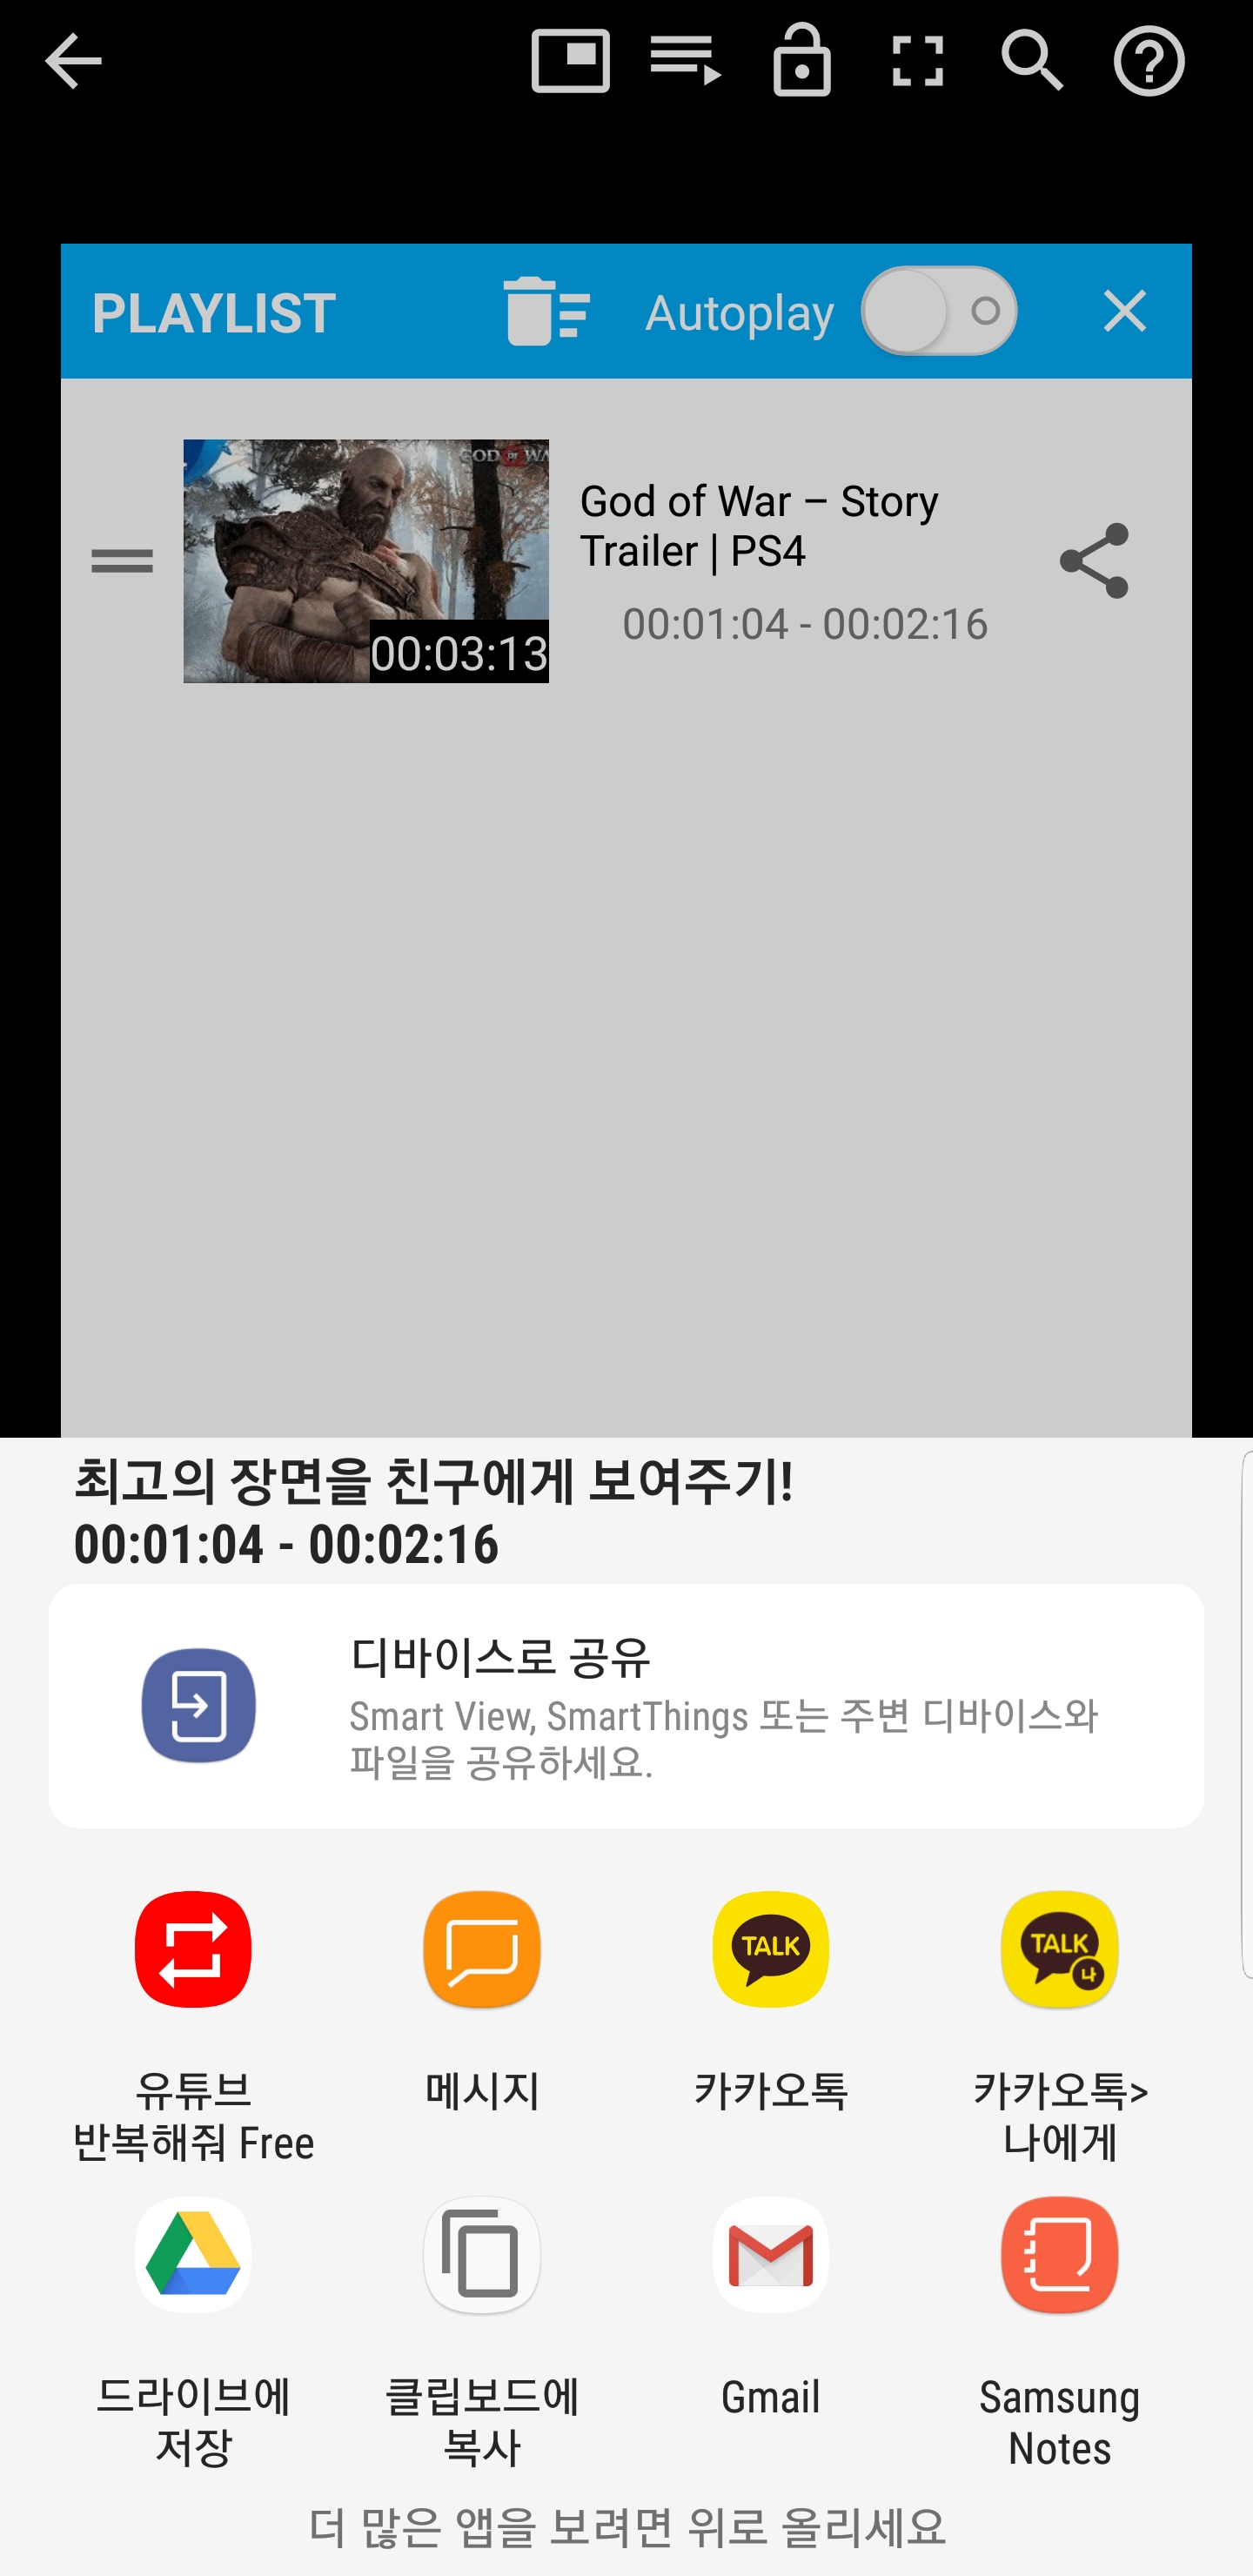 PLAYLIST
Autoplay
GOD OF WA
God of War – Story
Trailer | PS4
00:01:04 - 00:02:16
00:03:13
최고의 장면을 친구에게 보여주기!
00:01:04 - 00:02:16
디바이스로 공유
Smart View, SmartThings 또는 주변 디바이스와
파일을 공유하세요.
TALK
TALK
나
유튜브
반복해줘 Free
메시지
카카오톡
카카오톡>
나에게
드라이브에
저장
클립보드에
복사
Gmail
Samsung
Notes
더 많은 앱을 보려면 위로 올리세요